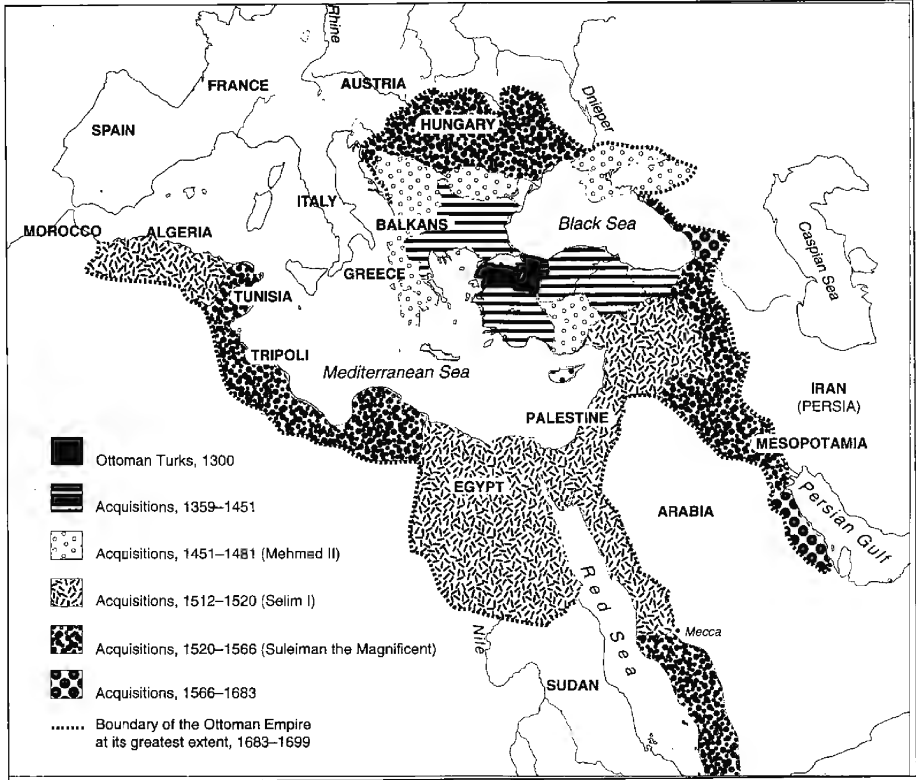 Rhine
FRANCE
AUSTRIA
Dnieper
SPAIN
HUNGARY
ITALY
BALKANS
Black Sea
Caspian Sea
MOROCCO
ALGERIA
GREECE
TUNISIA
TRIPOLI
Mediterranean Sea
IRAN
(PERSIA)
PALESTINE
MESOPOTAMIA
EGYPT
ARABIA
Persian Gulf
Red Sea
Mecca
Nile
SUDAN
Ottoman Turks, 1300
Acquisitions, 1359–1451
Acquisitions, 1451–1481 (Mehmed II)
Acquisitions, 1512–1520 (Selim I)
Acquisitions, 1520–1566 (Suleiman the Magnificent)
Acquisitions, 1566–1683
Boundary of the Ottoman Empire
at its greatest extent, 1683–1699